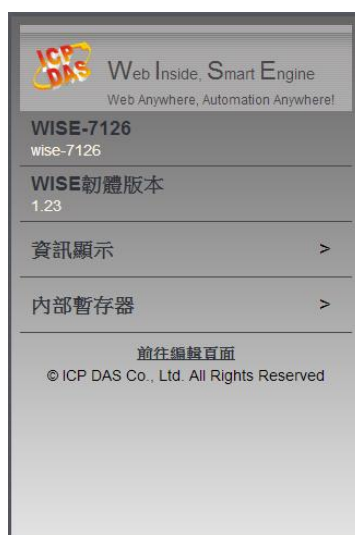 ICP
DAS
Web Inside, Smart Engine
Web Anywhere, Automation Anywhere!
WISE-7126
wise-7126
WISE韌體版本
1.23
資訊顯示 >
內部暫存器 >
前往編輯頁面
© ICP DAS Co., Ltd. All Rights Reserved